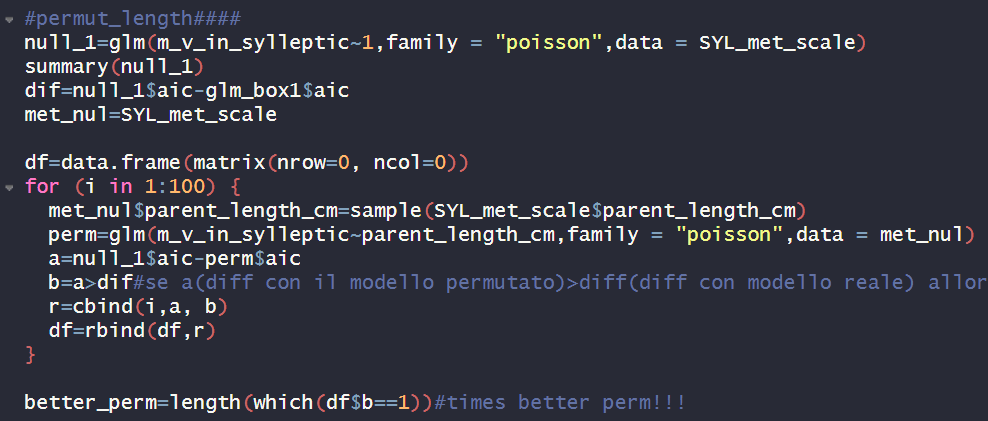 #permut_length####
null_1=glm(m_v_in_sylleptic~1,family = "poisson",data = SYL_met_scale)
summary(null_1)
dif=null_1$aic-glm_box1$aic
met_nul=SYL_met_scale
df=data.frame(matrix(nrow=0, ncol=0))
for (i in 1:100) {
met_nul$parent_length_cm=sample(SYL_met_scale$parent_length_cm)
perm=glm(m_v_in_sylleptic~parent_length_cm,family = "poisson",data = met_nul)
a=null_1$aic-perm$aic
b=a>dif#se a(diff con il modello permutato)>diff(diff con modello reale) allor
r=cbind(i,a, b)
df=rbind(df,r)
}
better_perm=length(which(df$b==1))#times better perm!!!